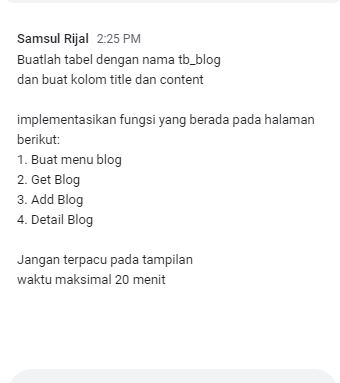 Samsul Rijal 2:25 PM
Buatlah tabel dengan nama tb_blog
dan buat kolom title dan content
implementasikan fungsi yang berada pada halaman
berikut:
1. Buat menu blog
2. Get Blog
3. Add Blog
4. Detail Blog
Jangan terpacu pada tampilan
waktu maksimal 20 menit